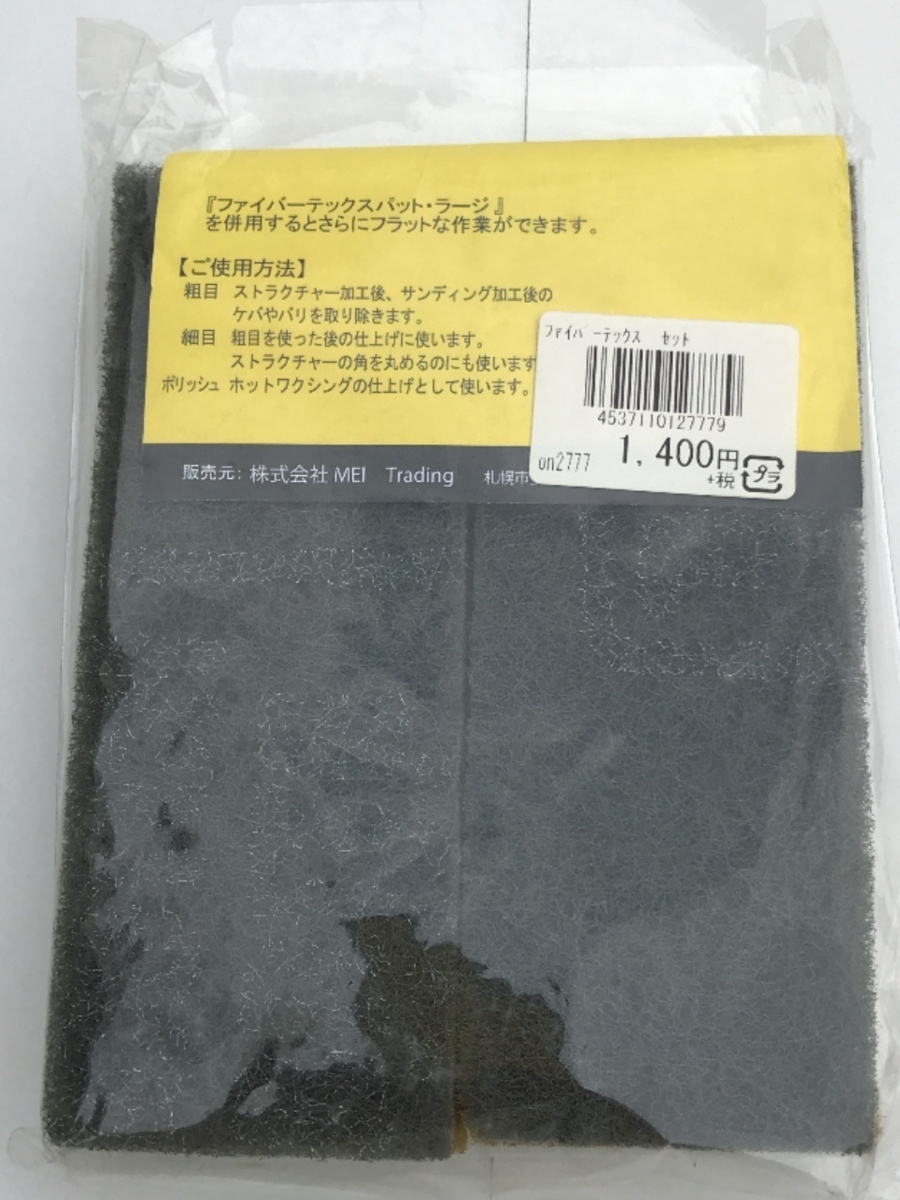 『ファイバーテックスパット・ラージ 』
を併用するとさらにフラットな作業ができます。
【ご使用方法】
粗目 ストラクチャー加工後、サンディング加工後の
ケバやバリを取り除きます。
細目 粗目を使った後の仕上げに使います。
ストラクチャーの角を丸めるのにも使います
ポリッシュ ホットワクシングの仕上げとして使います。
販売元: 株式会社 MEI Trading 札幌市
ファイバーテックス セット
4537110127779
on2777 1,400円
+税 プラ